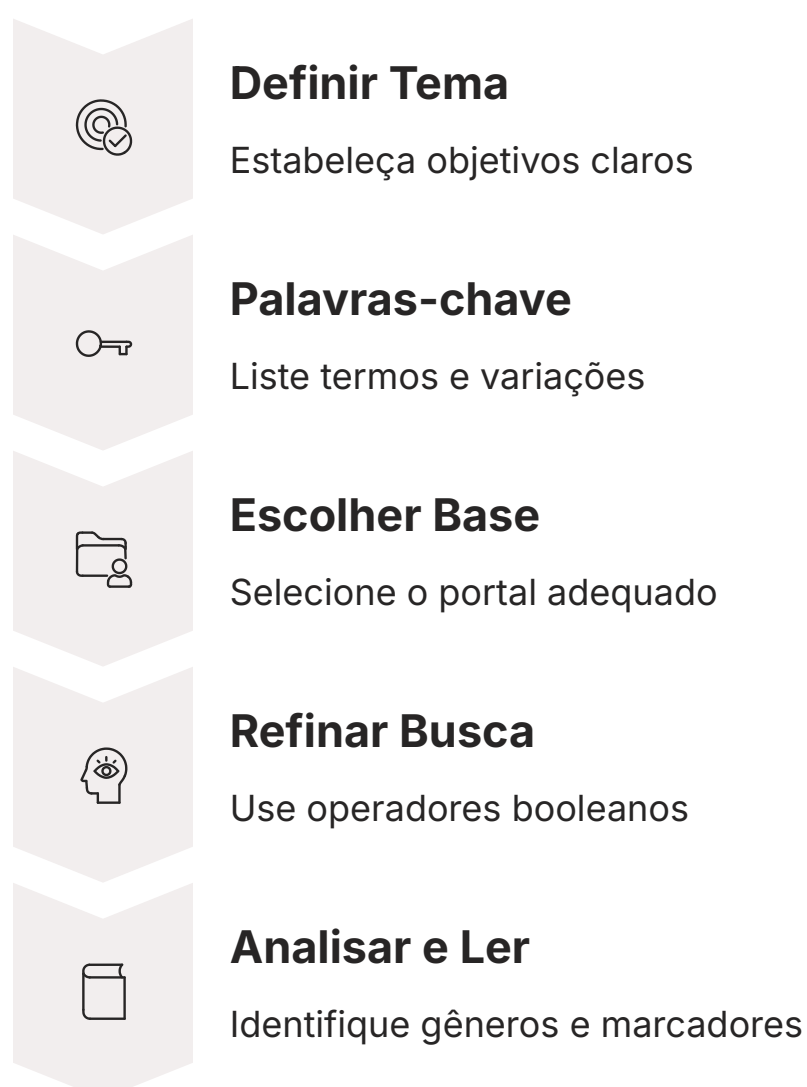 Definir Tema
Estabeleça objetivos claros
Palavras-chave
Liste termos e variações
Escolher Base
Selecione o portal adequado
Refinar Busca
Use operadores booleanos
Analisar e Ler
Identifique gêneros e marcadores